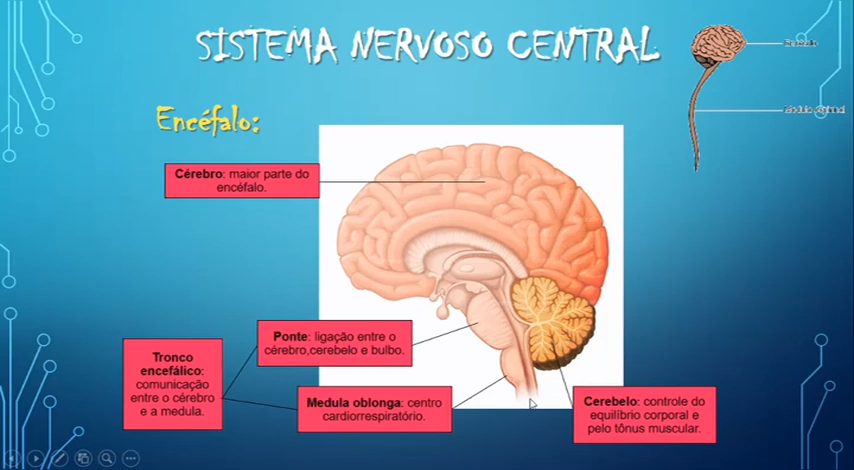 SISTEMA NERVOSO CENTRAL
Encéfalo:
Cérebro: maior parte do
encéfalo.
Ponte: ligação entre o
cérebro,cerebelo e bulbo.
Tronco
encefálico:
comunicação
entre o cérebro
e a medula.
Medula oblonga: centro
cardiorrespiratório.
Cerebelo: controle do
equilíbrio corporal e
pelo tônus muscular.